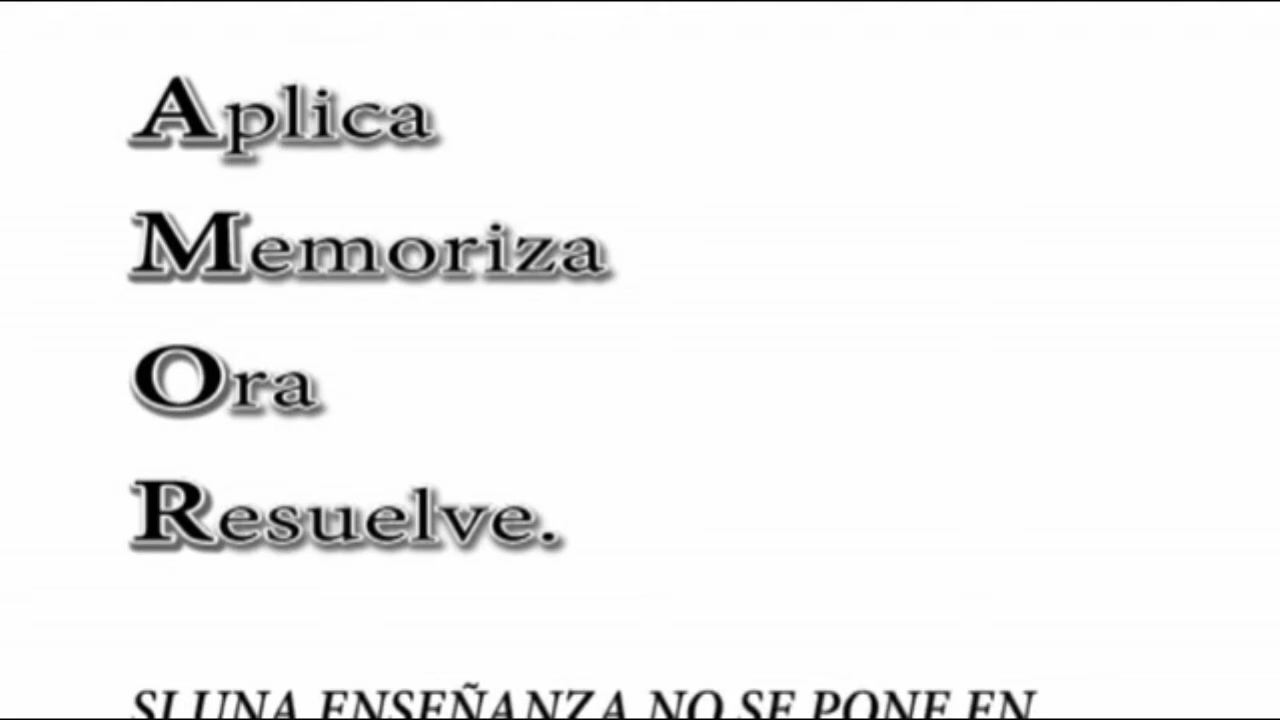 Aplica
Memoriza
Ora
Resuelve.
SI UNA ENSEÑANZA NO SE PONE EN